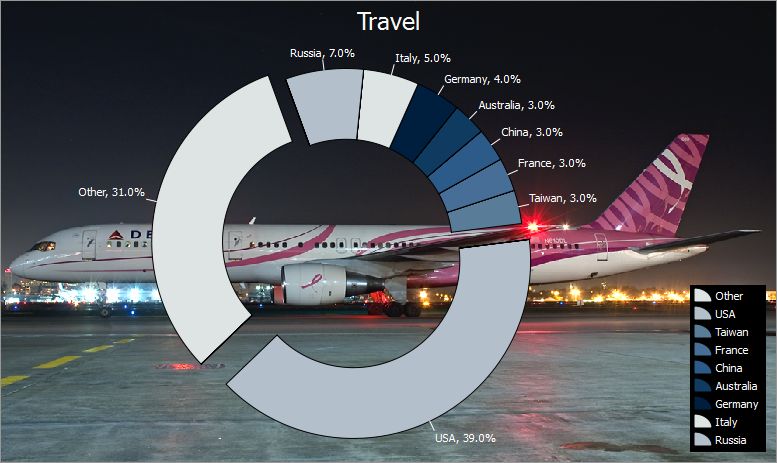 Travel
Russia, 7.0%
Italy, 5.0%
Germany, 4.0%
Australia, 3.0%
China, 3.0%
France, 3.0%
Taiwan, 3.0%
Other, 31.0%
USA, 39.0%
DE
Other
USA
Taiwan
France
China
Australia
Germany
Italy
Russia